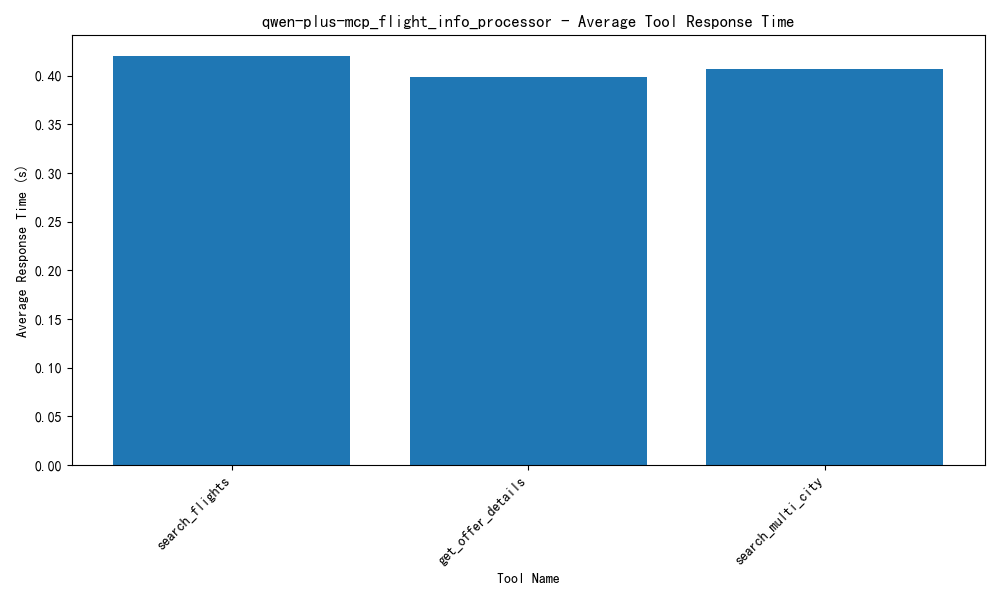 qwen-plus-mcp_flight_info_processor - Average Tool Response Time
Average Response Time (s)
0.40
0.35
0.30
0.25
0.20
0.15
0.10
0.05
0.00
search_flights
get_offer_details
search_multi_city
Tool Name